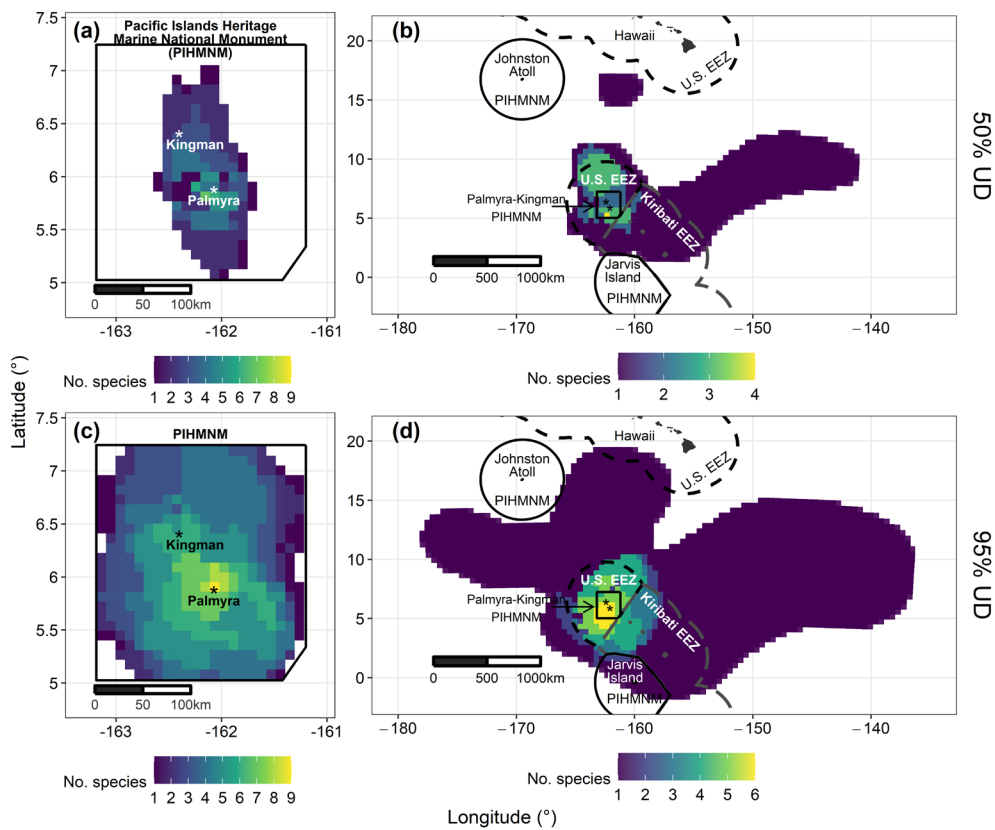 (a)
Pacific Islands Heritage
Marine National Monument
(PIHMNM)
Kingman
Palmyra
0 50 100km
7.5
7
6.5
6
5.5
5
-163 -162 -161
No. species
1 2 3 4 5 6 7 8 9
(b)
Hawaii
U.S. EEZ
Johnston
Atoll
PIHMNM
U.S. EEZ
Palmyra-Kingman
PIHMNM
Kiribati EEZ
Jarvis
Island
PIHMNM
0 500 1000km
20
15
10
5
0
−180 −170 −160 −150 −140
No. species
1 2 3 4
50% UD
Latitude (°)
(c)
PIHMNM
Kingman
Palmyra
0 50 100km
7.5
7
6.5
6
5.5
5
-163 -162 -161
No. species
1 2 3 4 5 6 7 8 9
(d)
Hawaii
U.S. EEZ
Johnston
Atoll
PIHMNM
U.S. EEZ
Palmyra-Kingman
PIHMNM
Kiribati EEZ
Jarvis
Island
PIHMNM
0 500 1000km
20
15
10
5
0
−180 −170 −160 −150 −140
No. species
1 2 3 4 5 6
95% UD
Longitude (°)